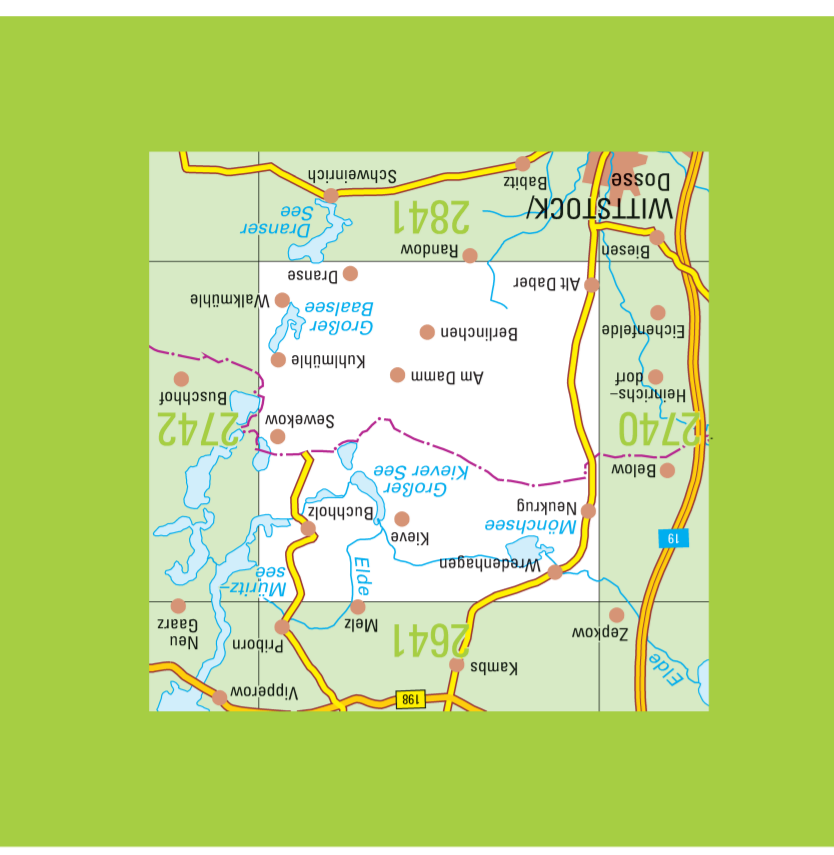 198
Vipperow
Kambs
Priborn
2641
Elde
Zepkow
Melz
Neu
Gaarz
Müritz-
see
Elde
Wredenhagen
Kieve
Mönchsee
19
Buchholz
Neukrug
Großer
Kiever See
Below
2740
Sewekow
2742
Buschhof
Heinrichs-
dorf
Am Damm
Kuhlmühle
Eichenfelde
Berlinchen
Großer
Baalsee
Walkmühle
Alt Daber
Dranse
Biesen
Randow
WITTSTOCK/
Dosse
2841
Dranser
See
Babitz
Schweinrich